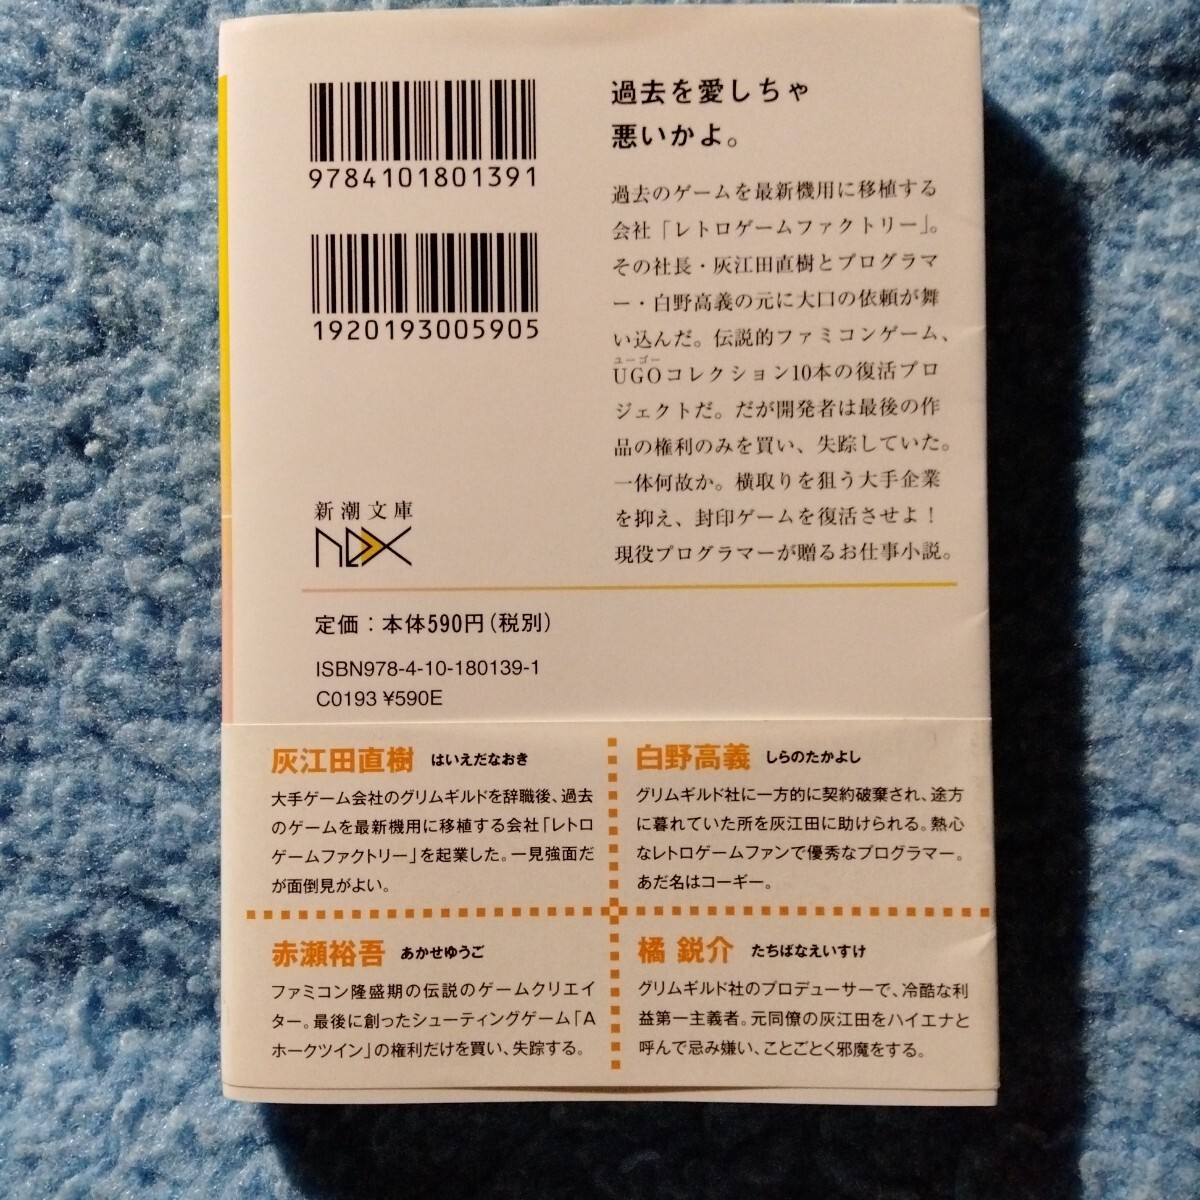 9784101801391
1920193005905
過去を愛しちゃ
悪いかよ。
過去のゲームを最新機用に移植する
会社「レトロゲームファクトリー」。
その社長・灰江田直樹とプログラマ
ー・白野高義の元に大口の依頼が舞
い込んだ。伝説的ファミコンゲーム、
ユーゴー
UGOコレクション10本の復活プロ
ジェクトだ。だが開発者は最後の作
品の権利のみを買い、失踪していた。
一体何故か。横取りを狙う大手企業
を抑え、封印ゲームを復活させよ！
現役プログラマーが贈るお仕事小説。
新潮文庫
nex
定価：本体590円(税別)
ISBN978-4-10-180139-1
C0193 ¥590E
灰江田直樹 はいえだなおき
大手ゲーム会社のグリムギルドを辞職後、過去
のゲームを最新機用に移植する会社「レトロ
ゲームファクトリー」を起業した。一見強面だ
が面倒見がよい。
白野高義 しらのたかよし
グリムギルド社に一方的に契約破棄され、途方
に暮れていた所を灰江田に助けられる。熱心
なレトロゲームファンで優秀なプログラマー。
あだ名はコーギー。
赤瀬裕吾 あかせゆうご
ファミコン隆盛期の伝説のゲームクリエイ
ター。最後に創ったシューティングゲーム「A
ホークツイン」の権利だけを買い、失踪する。
橘 鋭介 たちばなえいすけ
グリムギルド社のプロデューサーで、冷酷な利
益第一主義者。元同僚の灰江田をハイエナと
呼んで忌み嫌い、ことごとく邪魔をする。